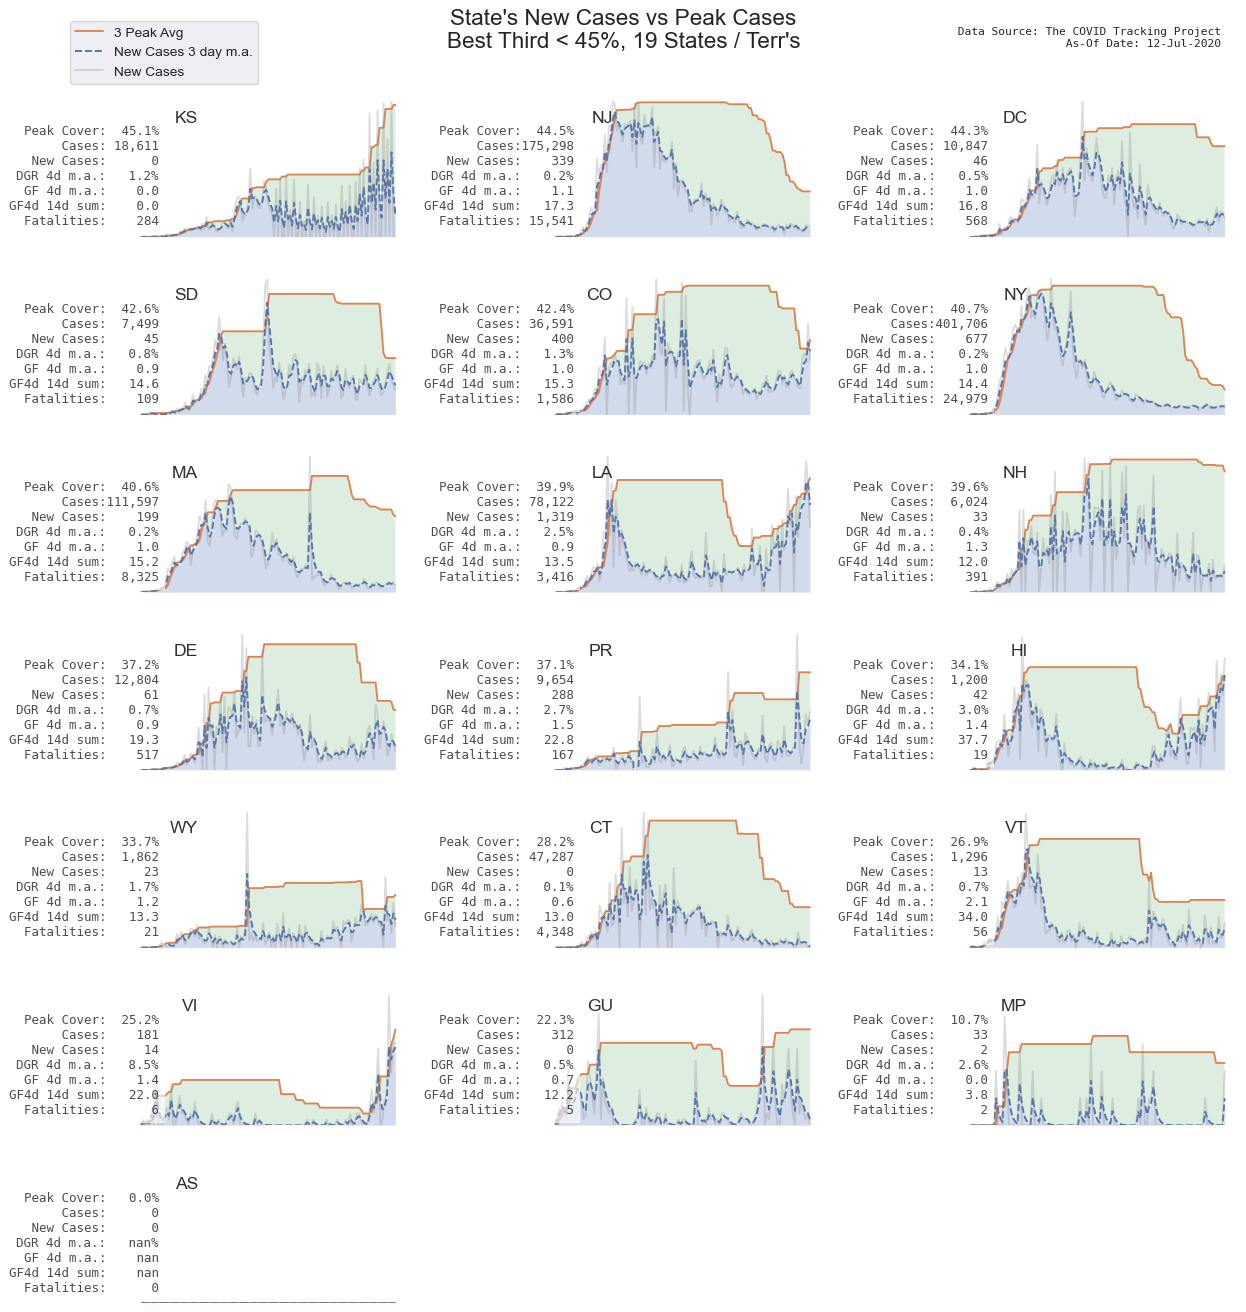 State's New Cases vs Peak Cases
Best Third < 45%, 19 States / Terr's
3 Peak Avg
New Cases 3 day m.a.
New Cases
Data Source: The COVID Tracking Project
As-Of Date: 12-Jul-2020
KS
Peak Cover: 45.1%
Cases: 18,611
New Cases: 0
DGR 4d m.a.: 1.2%
GF 4d m.a.: 0.0
GF4d 14d sum: 0.0
Fatalities: 284
NJ
Peak Cover: 44.5%
Cases:175,298
New Cases: 339
DGR 4d m.a.: 0.2%
GF 4d m.a.: 1.1
GF4d 14d sum: 17.3
Fatalities: 15,541
DC
Peak Cover: 44.3%
Cases: 10,847
New Cases: 46
DGR 4d m.a.: 0.5%
GF 4d m.a.: 1.0
GF4d 14d sum: 16.8
Fatalities: 568
SD
Peak Cover: 42.6%
Cases: 7,499
New Cases: 45
DGR 4d m.a.: 0.8%
GF 4d m.a.: 0.9
GF4d 14d sum: 14.6
Fatalities: 109
CO
Peak Cover: 42.4%
Cases: 36,591
New Cases: 400
DGR 4d m.a.: 1.3%
GF 4d m.a.: 1.0
GF4d 14d sum: 15.3
Fatalities: 1,586
NY
Peak Cover: 40.7%
Cases:401,706
New Cases: 677
DGR 4d m.a.: 0.2%
GF 4d m.a.: 1.0
GF4d 14d sum: 14.4
Fatalities: 24,979
MA
Peak Cover: 40.6%
Cases:111,597
New Cases: 199
DGR 4d m.a.: 0.2%
GF 4d m.a.: 1.0
GF4d 14d sum: 15.2
Fatalities: 8,325
LA
Peak Cover: 39.9%
Cases: 78,122
New Cases: 1,319
DGR 4d m.a.: 2.5%
GF 4d m.a.: 0.9
GF4d 14d sum: 13.5
Fatalities: 3,416
NH
Peak Cover: 39.6%
Cases: 6,024
New Cases: 33
DGR 4d m.a.: 0.4%
GF 4d m.a.: 1.3
GF4d 14d sum: 12.0
Fatalities: 391
DE
Peak Cover: 37.2%
Cases: 12,804
New Cases: 61
DGR 4d m.a.: 0.7%
GF 4d m.a.: 0.9
GF4d 14d sum: 19.3
Fatalities: 517
PR
Peak Cover: 37.1%
Cases: 9,654
New Cases: 288
DGR 4d m.a.: 2.7%
GF 4d m.a.: 1.5
GF4d 14d sum: 22.8
Fatalities: 167
HI
Peak Cover: 34.1%
Cases: 1,200
New Cases: 42
DGR 4d m.a.: 3.0%
GF 4d m.a.: 1.4
GF4d 14d sum: 37.7
Fatalities: 19
WY
Peak Cover: 33.7%
Cases: 1,862
New Cases: 23
DGR 4d m.a.: 1.7%
GF 4d m.a.: 1.2
GF4d 14d sum: 13.3
Fatalities: 21
CT
Peak Cover: 28.2%
Cases: 47,287
New Cases: 0
DGR 4d m.a.: 0.1%
GF 4d m.a.: 0.6
GF4d 14d sum: 13.0
Fatalities: 4,348
VT
Peak Cover: 26.9%
Cases: 1,296
New Cases: 13
DGR 4d m.a.: 0.7%
GF 4d m.a.: 2.1
GF4d 14d sum: 34.0
Fatalities: 56
VI
Peak Cover: 25.2%
Cases: 181
New Cases: 14
DGR 4d m.a.: 8.5%
GF 4d m.a.: 1.4
GF4d 14d sum: 22.0
Fatalities: 6
GU
Peak Cover: 22.3%
Cases: 312
New Cases: 0
DGR 4d m.a.: 0.5%
GF 4d m.a.: 0.7
GF4d 14d sum: 12.2
Fatalities: 5
MP
Peak Cover: 10.7%
Cases: 33
New Cases: 2
DGR 4d m.a.: 2.6%
GF 4d m.a.: 0.0
GF4d 14d sum: 3.8
Fatalities: 2
AS
Peak Cover: 0.0%
Cases: 0
New Cases: 0
DGR 4d m.a.: nan%
GF 4d m.a.: nan
GF4d 14d sum: nan
Fatalities: 0